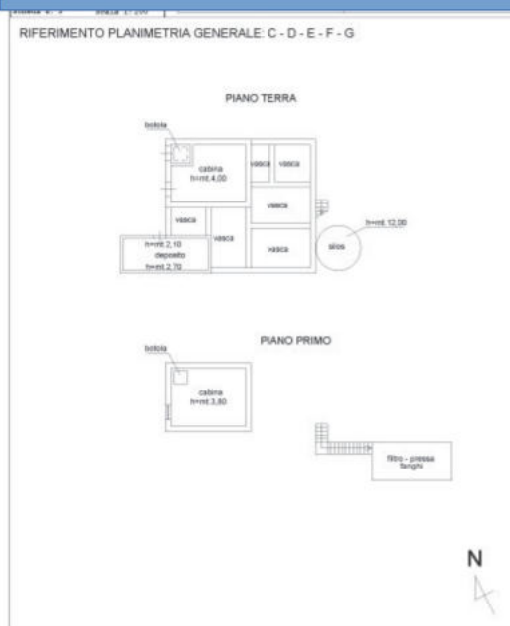 RIFERIMENTO PLANIMETRIA GENERALE: C - D - E - F - G
PIANO TERRA
botola
cabina
h=mt.4,00
vasca
vasca
vasca
vasca
vasca
vasca
h=mt.2,10
deposito
h=mt.2,70
silos
h=mt.12,00
PIANO PRIMO
botola
cabina
h=mt.3,80
filtro - pressa
fanghi
N